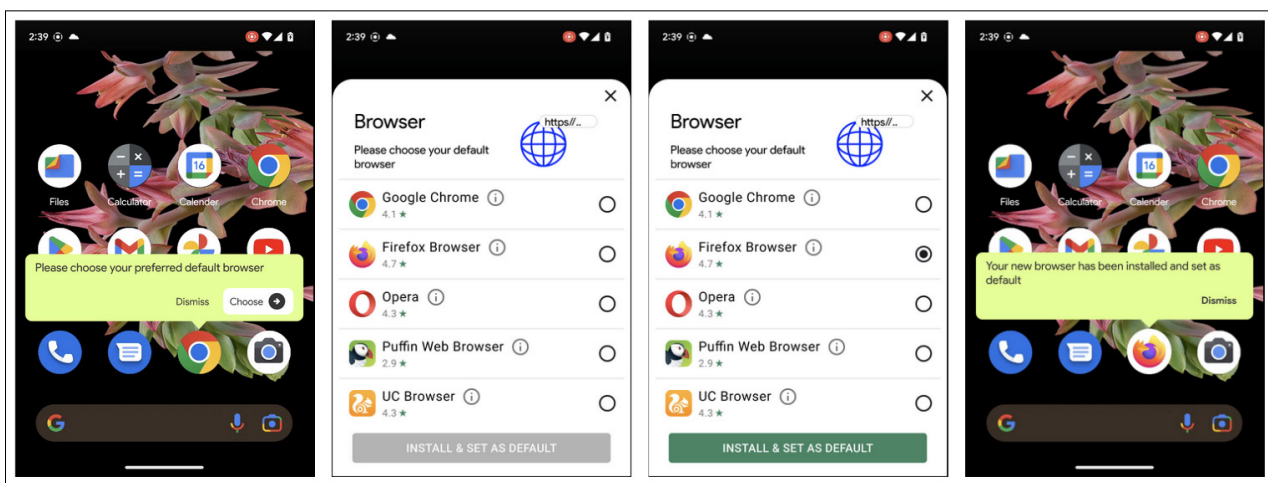 2:39
16
Files
Calculator
Calender
Chrome
Please choose your preferred default browser
Dismiss
Choose
G
2:39
Browser
https//..
Please choose your default
browser
Google Chrome
4.1 ★
Firefox Browser
4.7 ★
Opera
4.3 ★
Puffin Web Browser
2.9 ★
UC Browser
4.3 ★
INSTALL & SET AS DEFAULT
2:39
Browser
https//..
Please choose your default
browser
Google Chrome
4.1 ★
Firefox Browser
4.7 ★
Opera
4.3 ★
Puffin Web Browser
2.9 ★
UC Browser
4.3 ★
INSTALL & SET AS DEFAULT
2:39
16
Files
Calculator
Calender
Chrome
Your new browser has been installed and set as
default
Dismiss
G